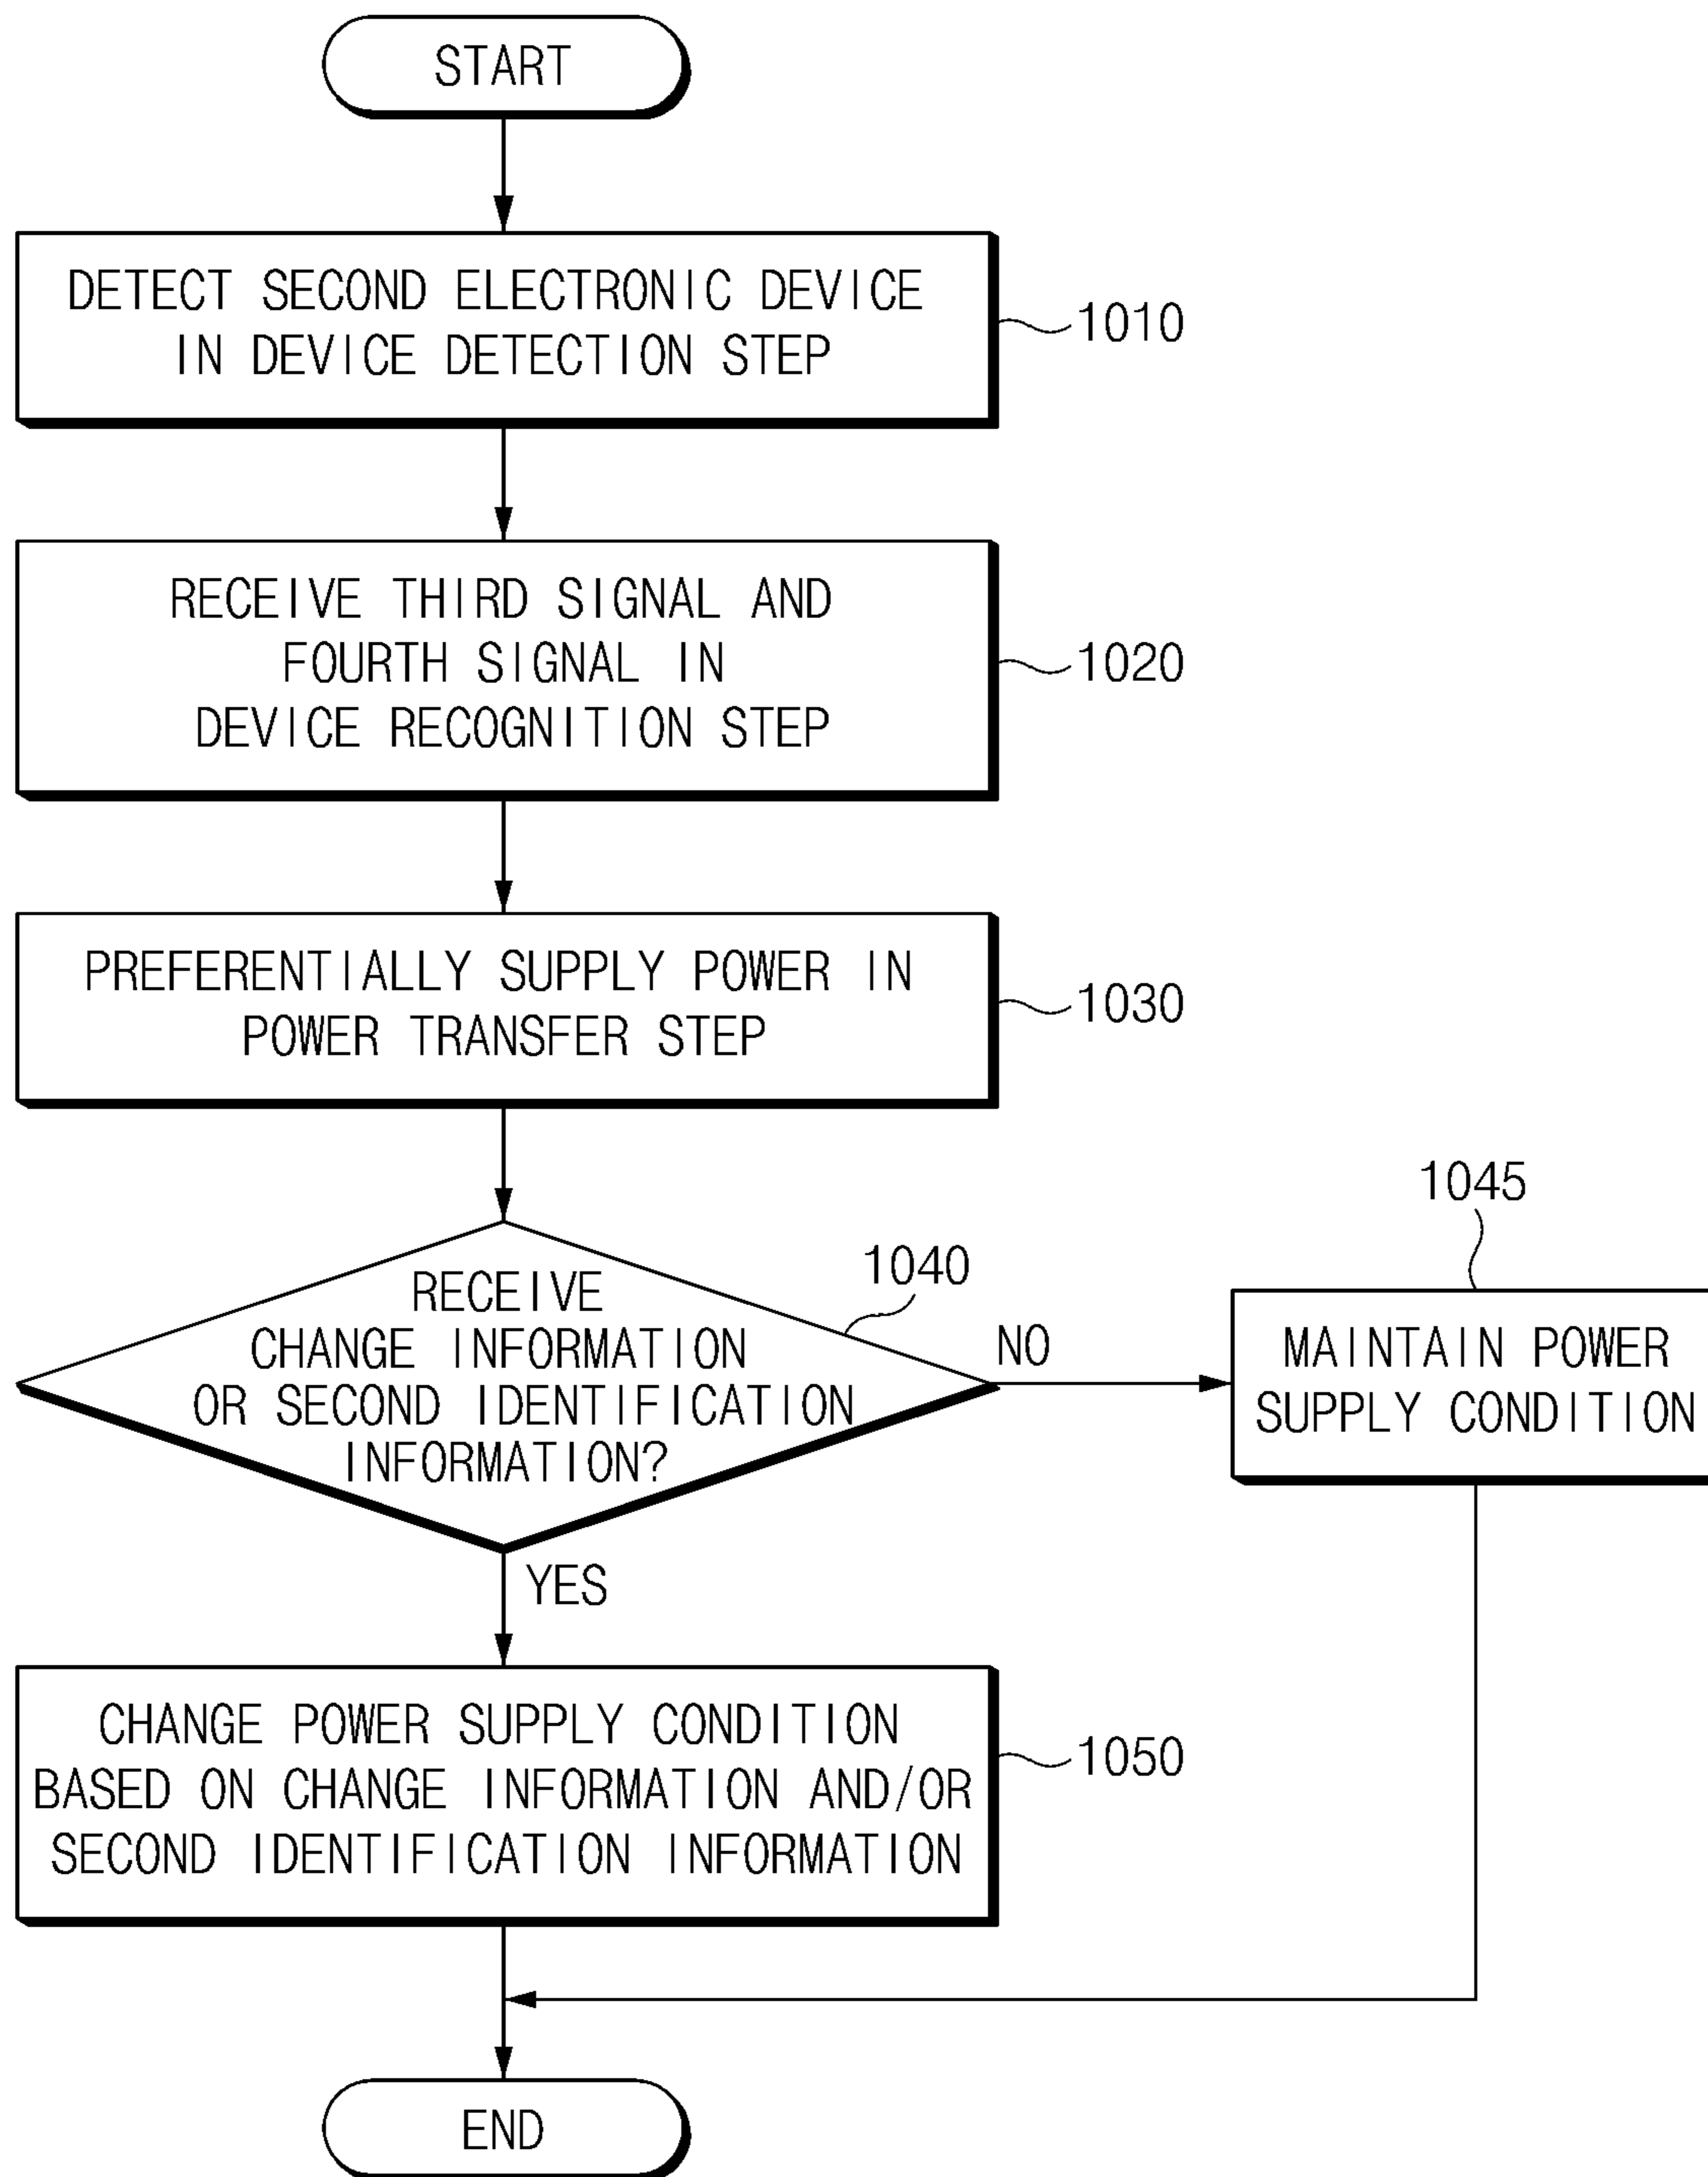 START
DETECT SECOND ELECTRONIC DEVICE
IN DEVICE DETECTION STEP
1010
RECEIVE THIRD SIGNAL AND
FOURTH SIGNAL IN
DEVICE RECOGNITION STEP
1020
PREFERENTIALLY SUPPLY POWER IN
POWER TRANSFER STEP
1030
RECEIVE
CHANGE INFORMATION
OR SECOND IDENTIFICATION
INFORMATION?
1040
NO
1045
MAINTAIN POWER
SUPPLY CONDITION
YES
CHANGE POWER SUPPLY CONDITION
BASED ON CHANGE INFORMATION AND/OR
SECOND IDENTIFICATION INFORMATION
1050
END